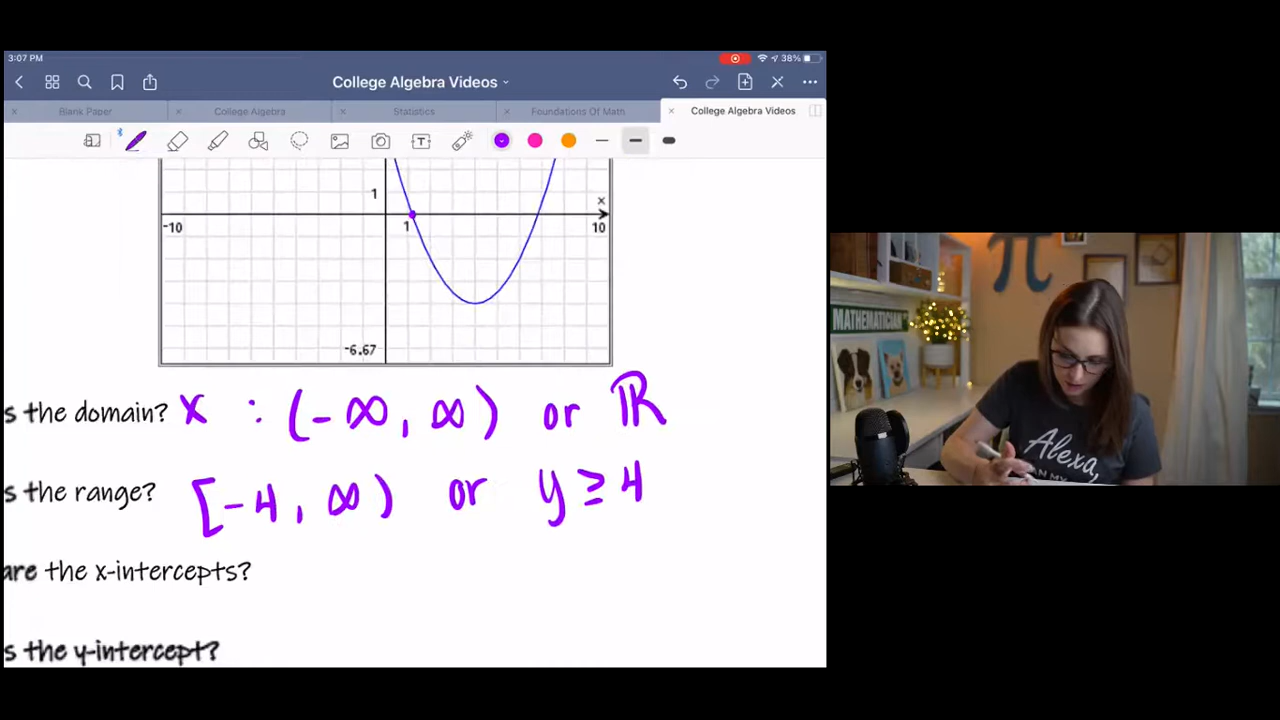 3:07 PM
38%
College Algebra Videos
Blank Paper
College Algebra
Statistics
Foundations Of Math
College Algebra Videos
T
1
x
-10
1
10
-6.67
s the domain? x : (-∞, ∞) or ℝ
s the range? [-4, ∞) or y ≥ 4
are the x-intercepts?
s the y-intercept?
MATHEMATICIAN
Alexa,